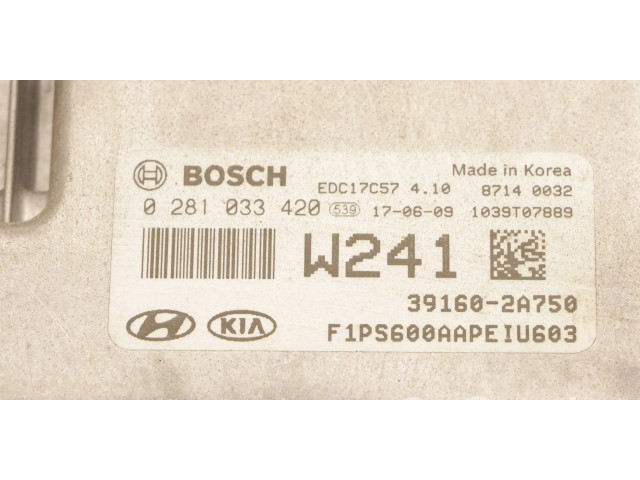 BOSCH
EDC17C57 4.10
Made in Korea
8714 0032
0 281 033 420 539 17-06-09 1039T07889
W241
39160-2A750
KIA
F1PS600AAPEIU603